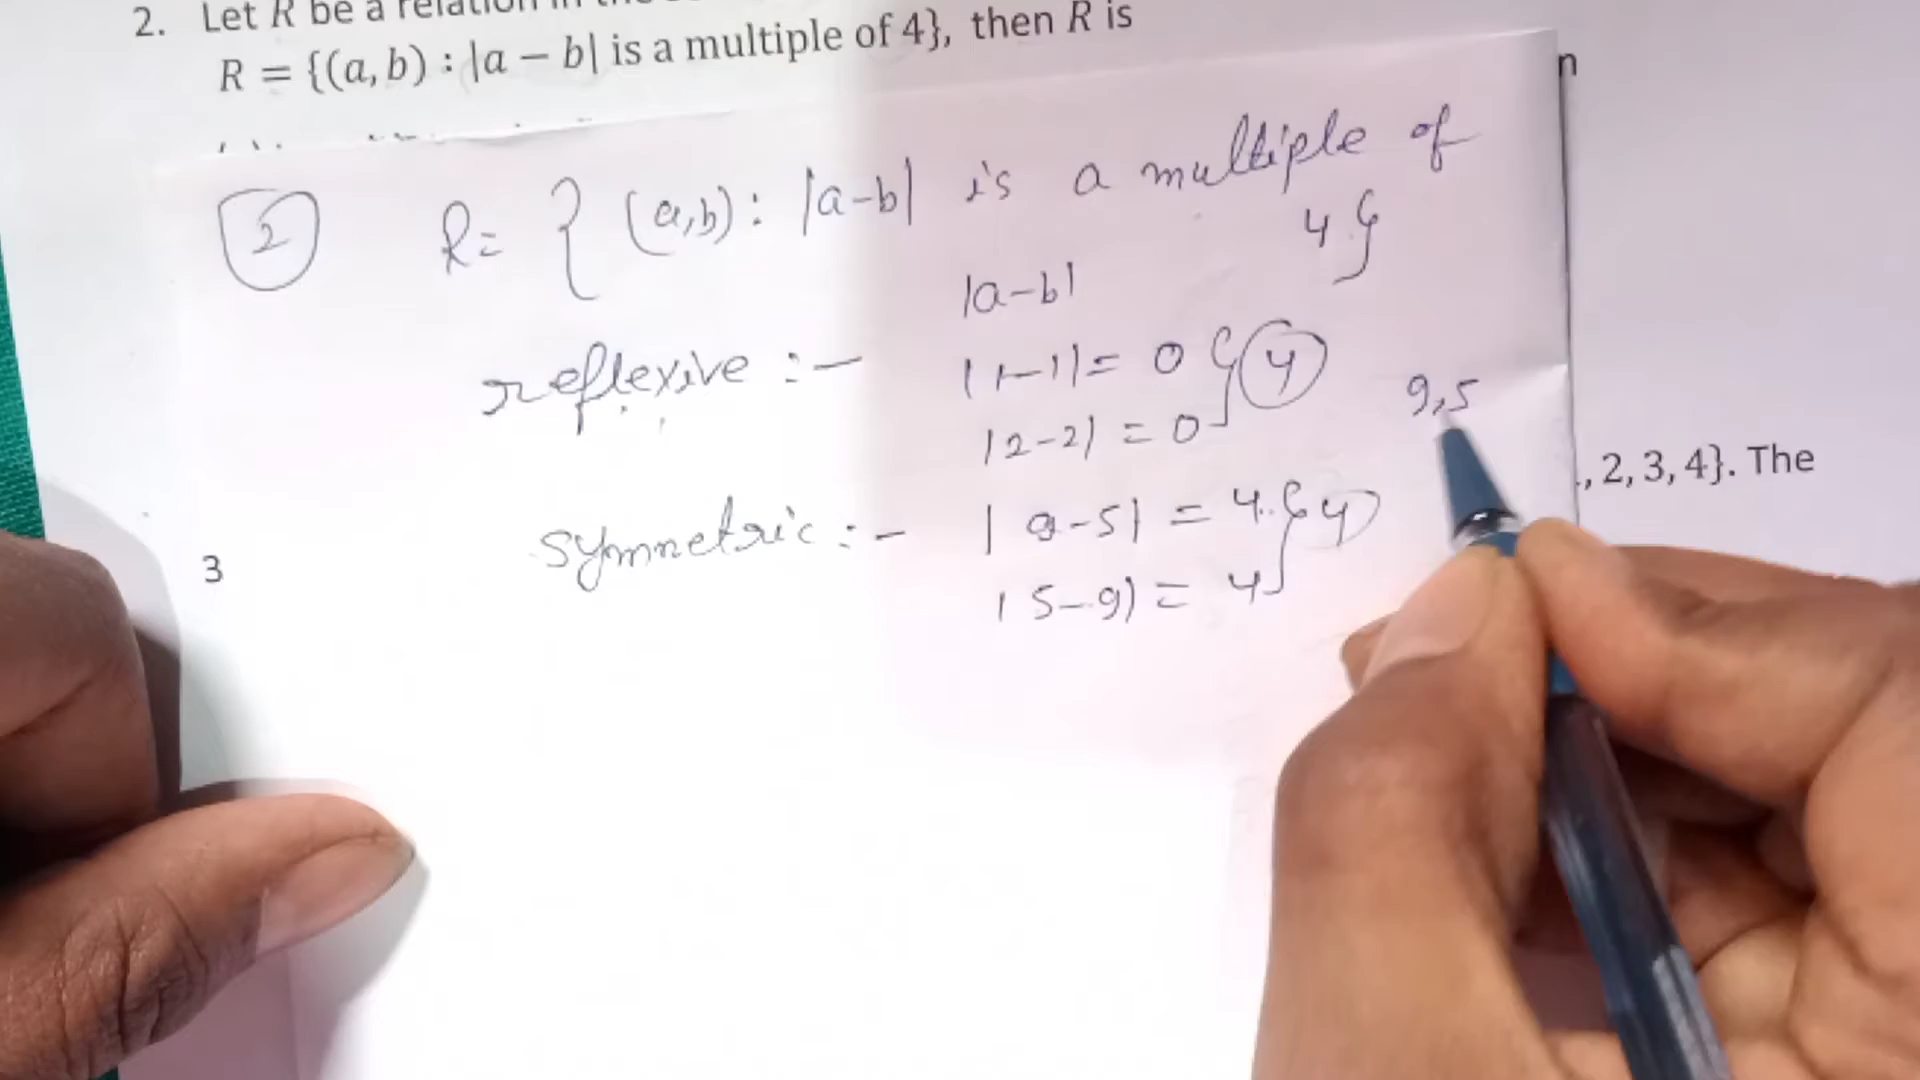 2. Let R be a relation in the
R = {(a, b) : |a − b| is a multiple of 4}, then R is
n
2 R = { (a,b) : |a-b| is a multiple of
4 }
|a-b|
reflexive :- |1-1| = 0 } 4
|2-2| = 0
9,5
, 2, 3, 4}. The
symmetric :- | 9-5| = 4. } 4
3
|5-9) = 4